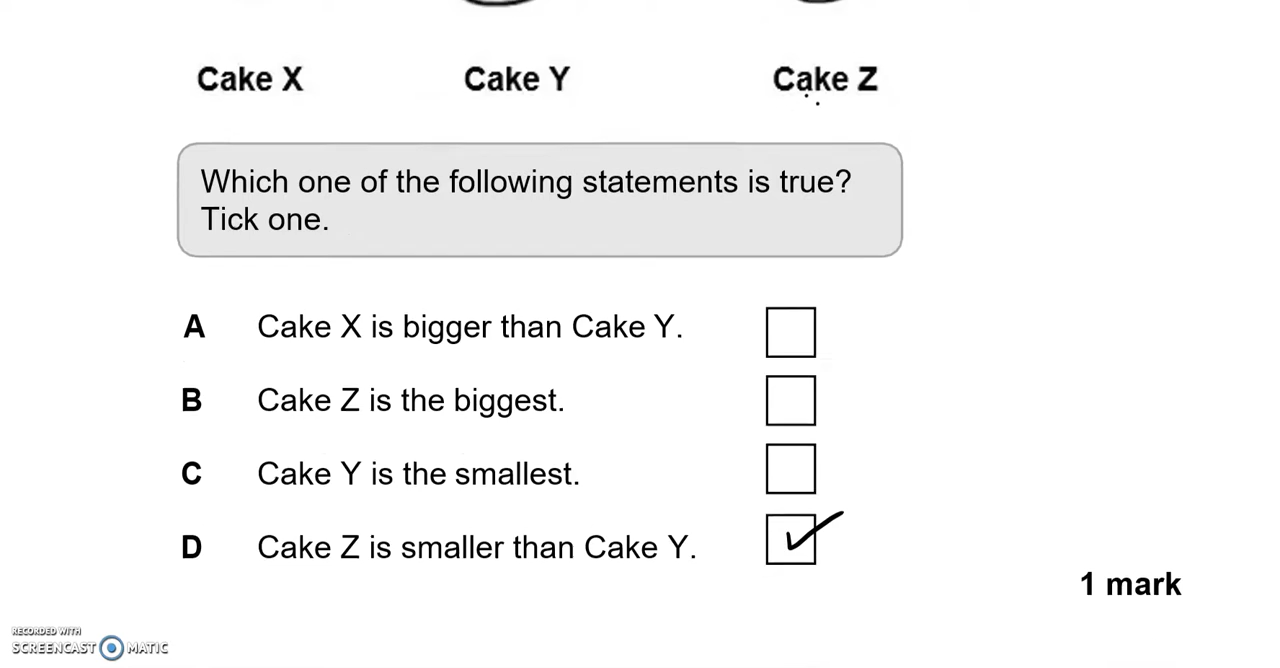 Cake X Cake Y Cake Z
Which one of the following statements is true?
Tick one.
A Cake X is bigger than Cake Y.
B Cake Z is the biggest.
C Cake Y is the smallest.
D Cake Z is smaller than Cake Y.
1 mark
RECORDED WITH
SCREENCAST MATIC